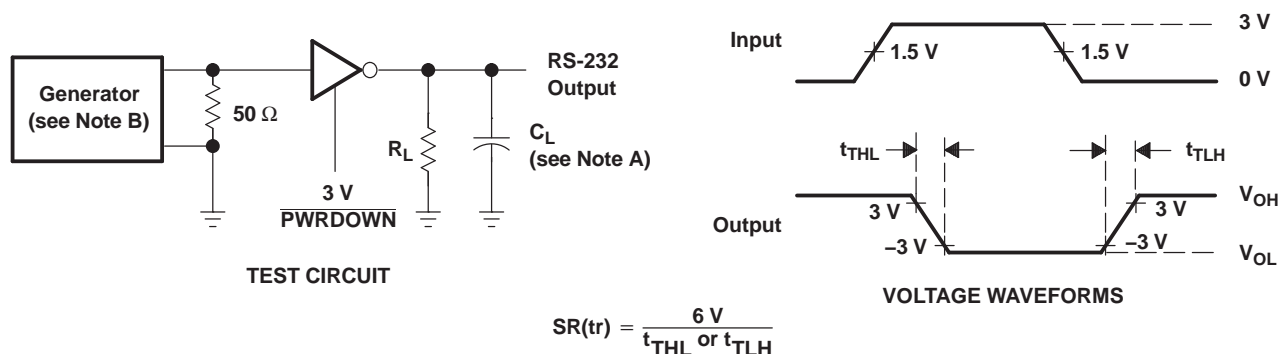 Generator
(see Note B)
50 Ω
3 V
PWRDOWN
R_L
C_L
(see Note A)
RS-232
Output
TEST CIRCUIT
Input
1.5 V
1.5 V
3 V
0 V
t_THL
t_TLH
Output
3 V
–3 V
3 V
–3 V
V_OH
V_OL
VOLTAGE WAVEFORMS
SR(tr) = 6 V / t_THL or t_TLH